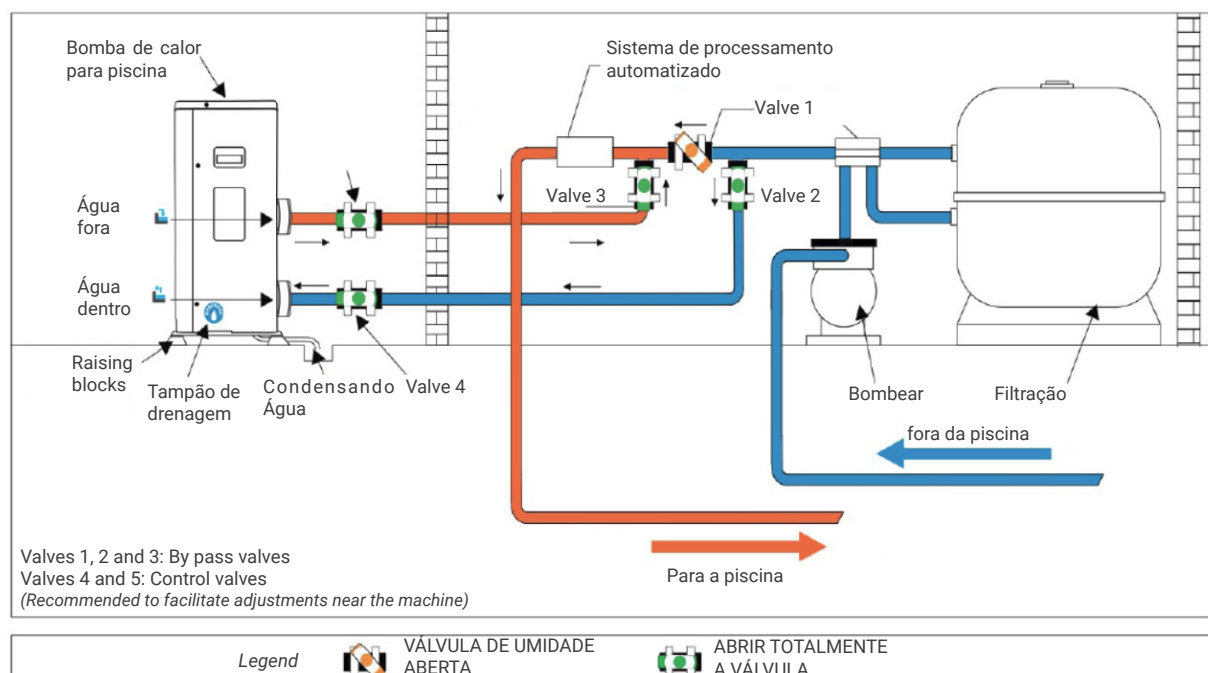 Bomba de calor
para piscina
Sistema de processamento
automatizado
Valve 1
Água
fora
Valve 3
Valve 2
Água
dentro
Raising
blocks
Tampão de
drenagem
Condensando
Água
Valve 4
Bombear
Filtração
fora da piscina
Para a piscina
Valves 1, 2 and 3: By pass valves
Valves 4 and 5: Control valves
(Recommended to facilitate adjustments near the machine)
Legend
VÁLVULA DE UMIDADE
ABERTA
ABRIR TOTALMENTE
A VÁLVULA